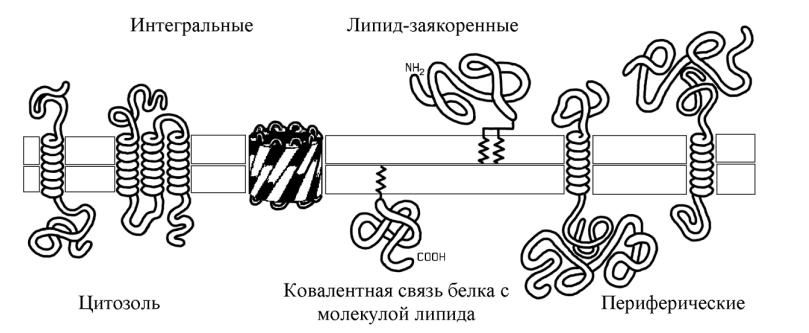 Интегральные
Липид-заякоренные
NH2
COOH
Цитозоль
Ковалентная связь белка с
молекулой липида
Периферические